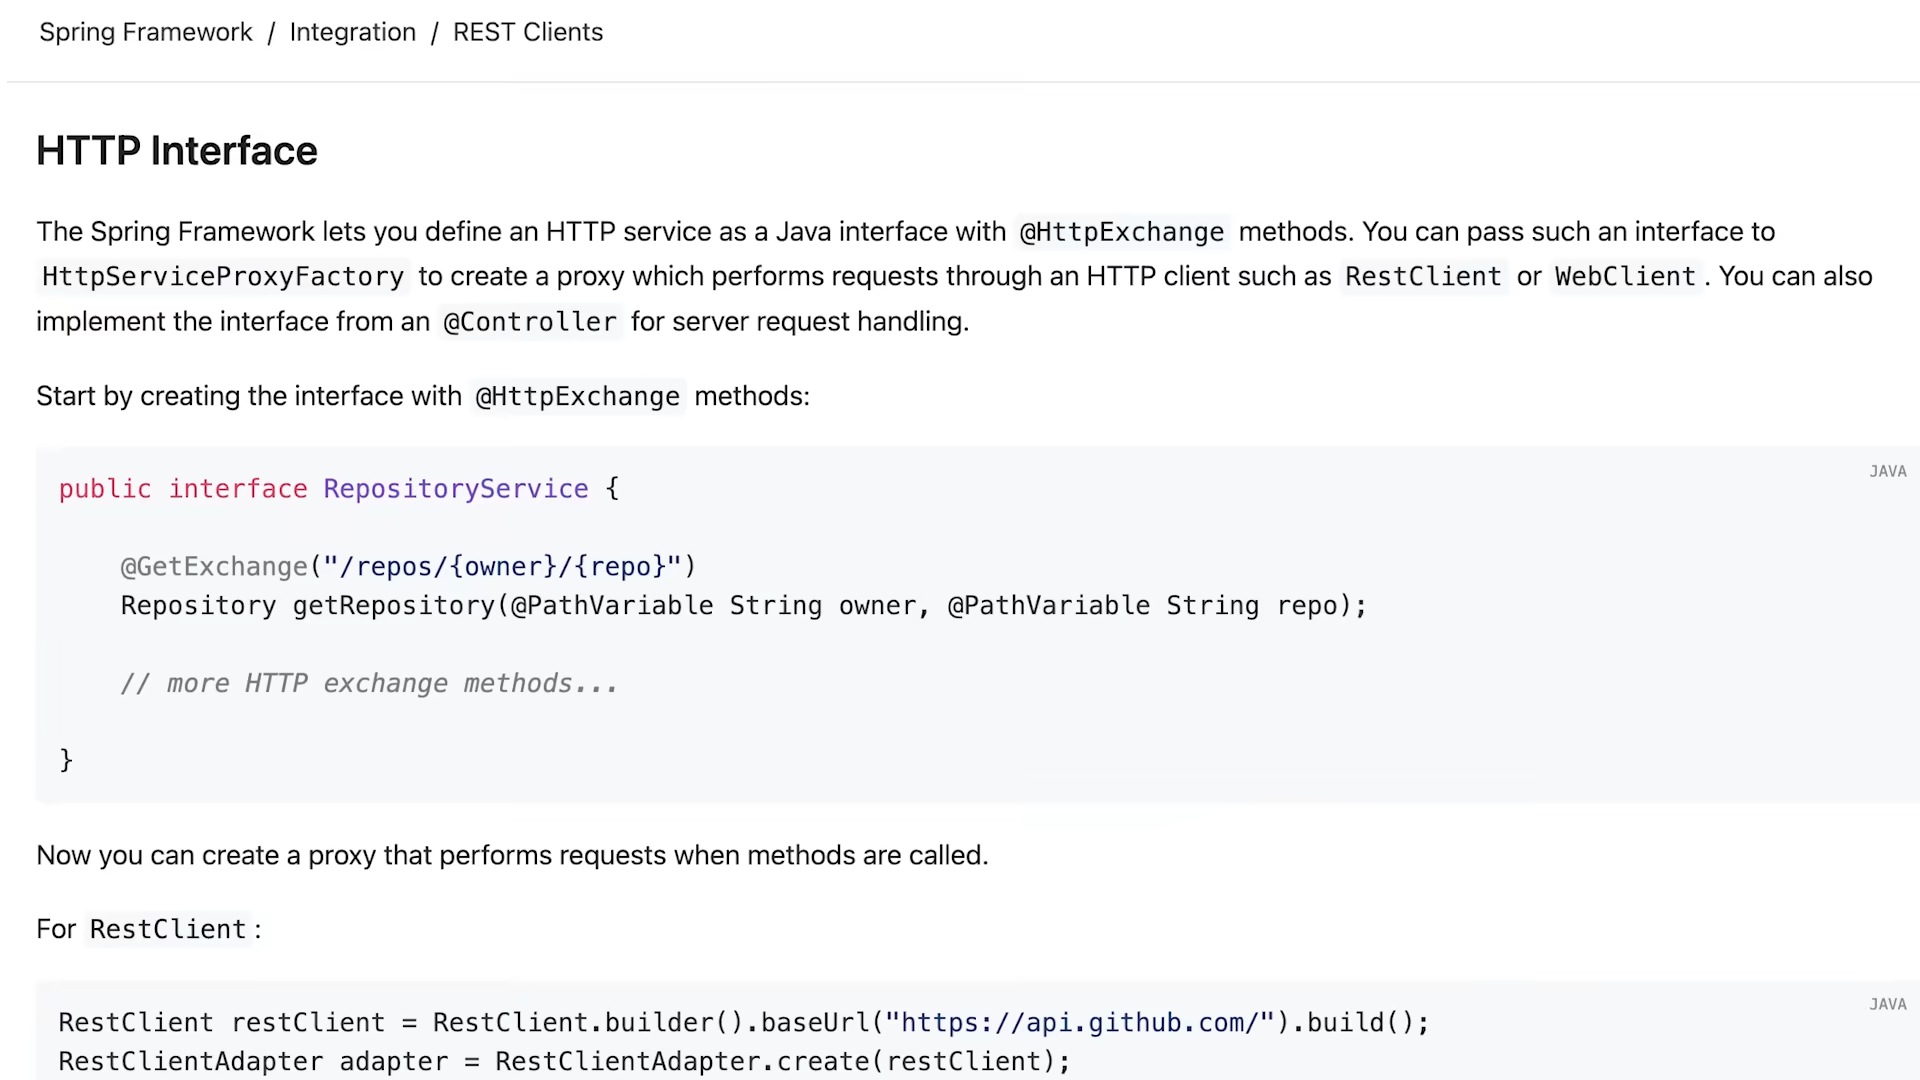 Spring Framework / Integration / REST Clients
HTTP Interface
The Spring Framework lets you define an HTTP service as a Java interface with @HttpExchange methods. You can pass such an interface to
HttpServiceProxyFactory to create a proxy which performs requests through an HTTP client such as RestClient or WebClient. You can also
implement the interface from an @Controller for server request handling.
Start by creating the interface with @HttpExchange methods:
JAVA
public interface RepositoryService {
@GetExchange("/repos/{owner}/{repo}")
Repository getRepository(@PathVariable String owner, @PathVariable String repo);
// more HTTP exchange methods...
}
Now you can create a proxy that performs requests when methods are called.
For RestClient:
JAVA
RestClient restClient = RestClient.builder().baseUrl("https://api.github.com/").build();
RestClientAdapter adapter = RestClientAdapter.create(restClient);